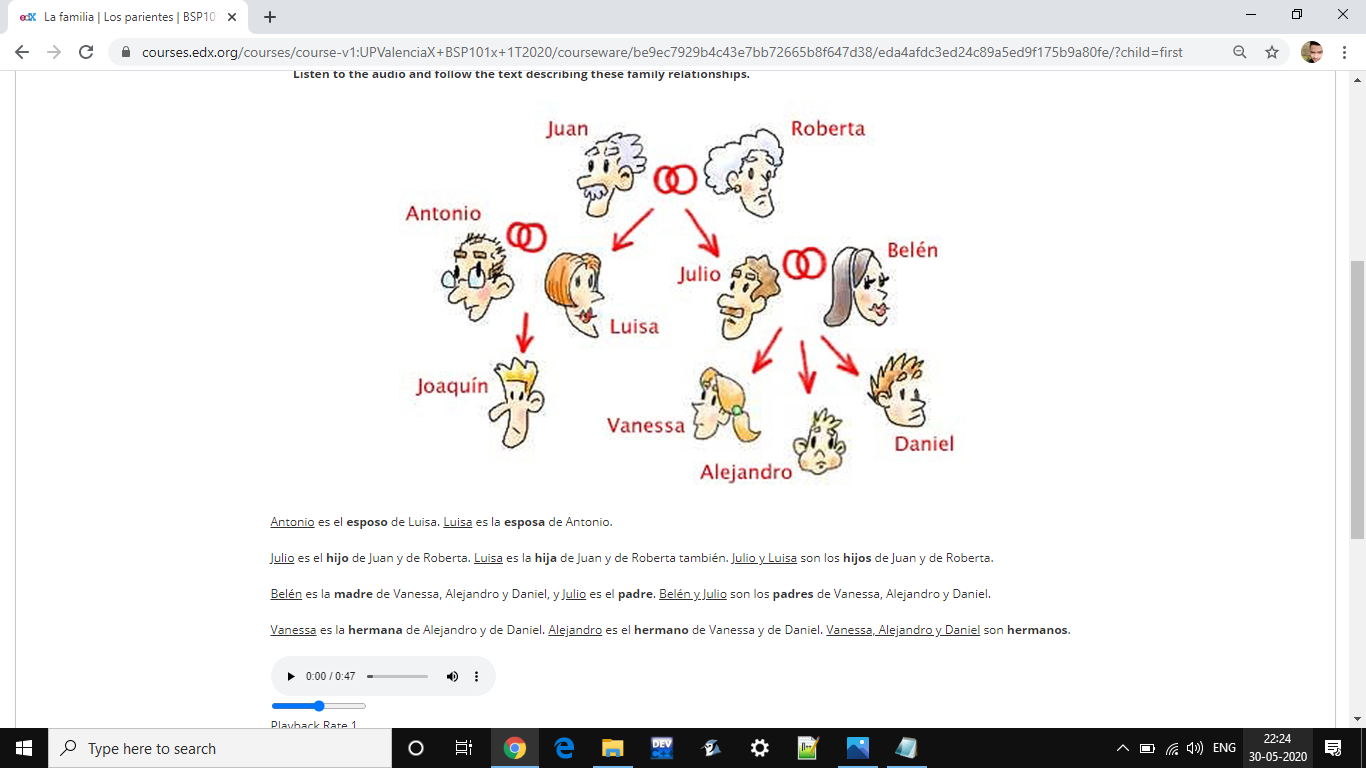 La familia | Los parientes | BSP10
courses.edx.org/courses/course-v1:UPValenciaX+BSP101x+1T2020/courseware/be9ec7929b4c43e7bb72665b8f647d38/eda4afdc3ed24c89a5ed9f175b9a80fe/?child=first
Listen to the audio and follow the text describing these family relationships.
Juan
Roberta
Antonio
Belén
Julio
Luisa
Joaquín
Vanessa
Daniel
Alejandro
Antonio es el esposo de Luisa. Luisa es la esposa de Antonio.
Julio es el hijo de Juan y de Roberta. Luisa es la hija de Juan y de Roberta también. Julio y Luisa son los hijos de Juan y de Roberta.
Belén es la madre de Vanessa, Alejandro y Daniel, y Julio es el padre. Belén y Julio son los padres de Vanessa, Alejandro y Daniel.
Vanessa es la hermana de Alejandro y de Daniel. Alejandro es el hermano de Vanessa y de Daniel. Vanessa, Alejandro y Daniel son hermanos.
0:00 / 0:47
Playback Rate 1
Type here to search
DEV
ENG
22:24
30-05-2020